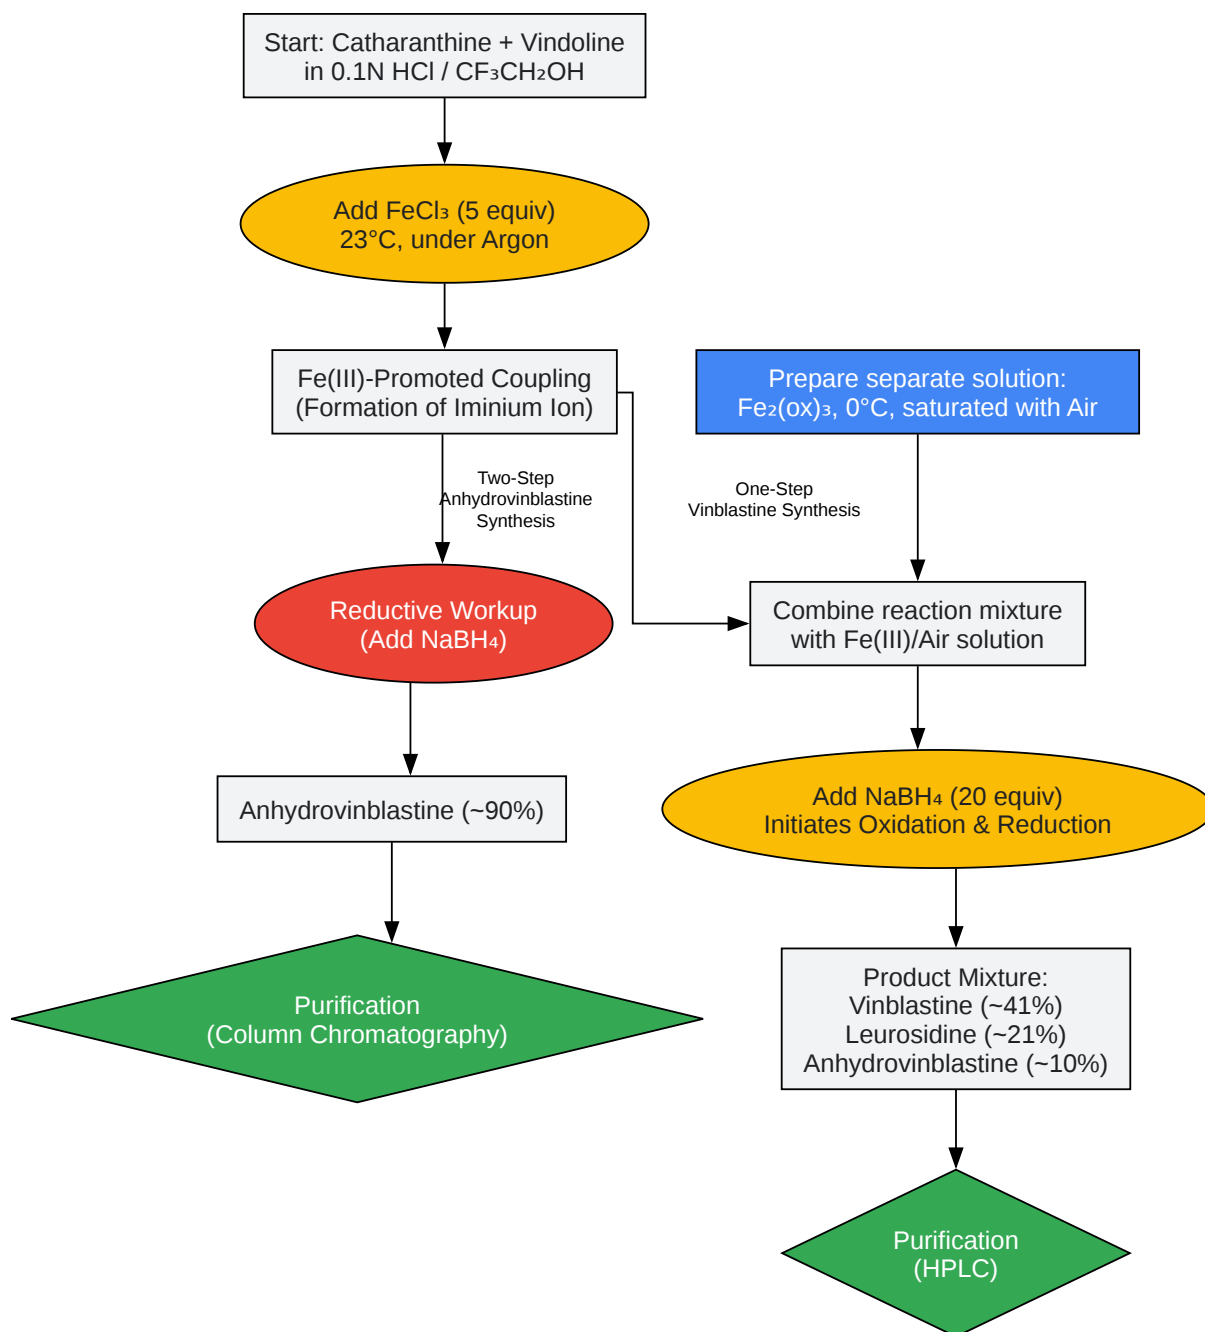 Start: Catharanthine + Vindoline
in 0.1N HCl / CF₃CH₂OH
Add FeCl₃ (5 equiv)
23°C, under Argon
Fe(III)-Promoted Coupling
(Formation of Iminium Ion)
Prepare separate solution:
Fe₂(ox)₃, 0°C, saturated with Air
Two-Step
Anhydrovinblastine
Synthesis
One-Step
Vinblastine Synthesis
Reductive Workup
(Add NaBH₄)
Combine reaction mixture
with Fe(III)/Air solution
Anhydrovinblastine (~90%)
Add NaBH₄ (20 equiv)
Initiates Oxidation & Reduction
Purification
(Column Chromatography)
Product Mixture:
Vinblastine (~41%)
Leurosidine (~21%)
Anhydrovinblastine (~10%)
Purification
(HPLC)